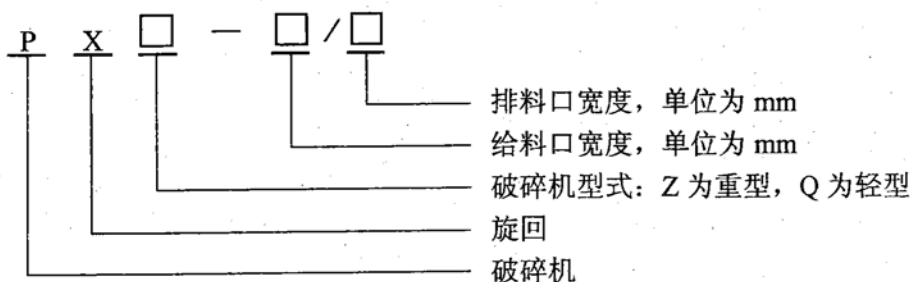 P X □ - □ / □
排料口宽度，单位为 mm
给料口宽度，单位为 mm
破碎机型式：Z 为重型，Q 为轻型
旋回
破碎机